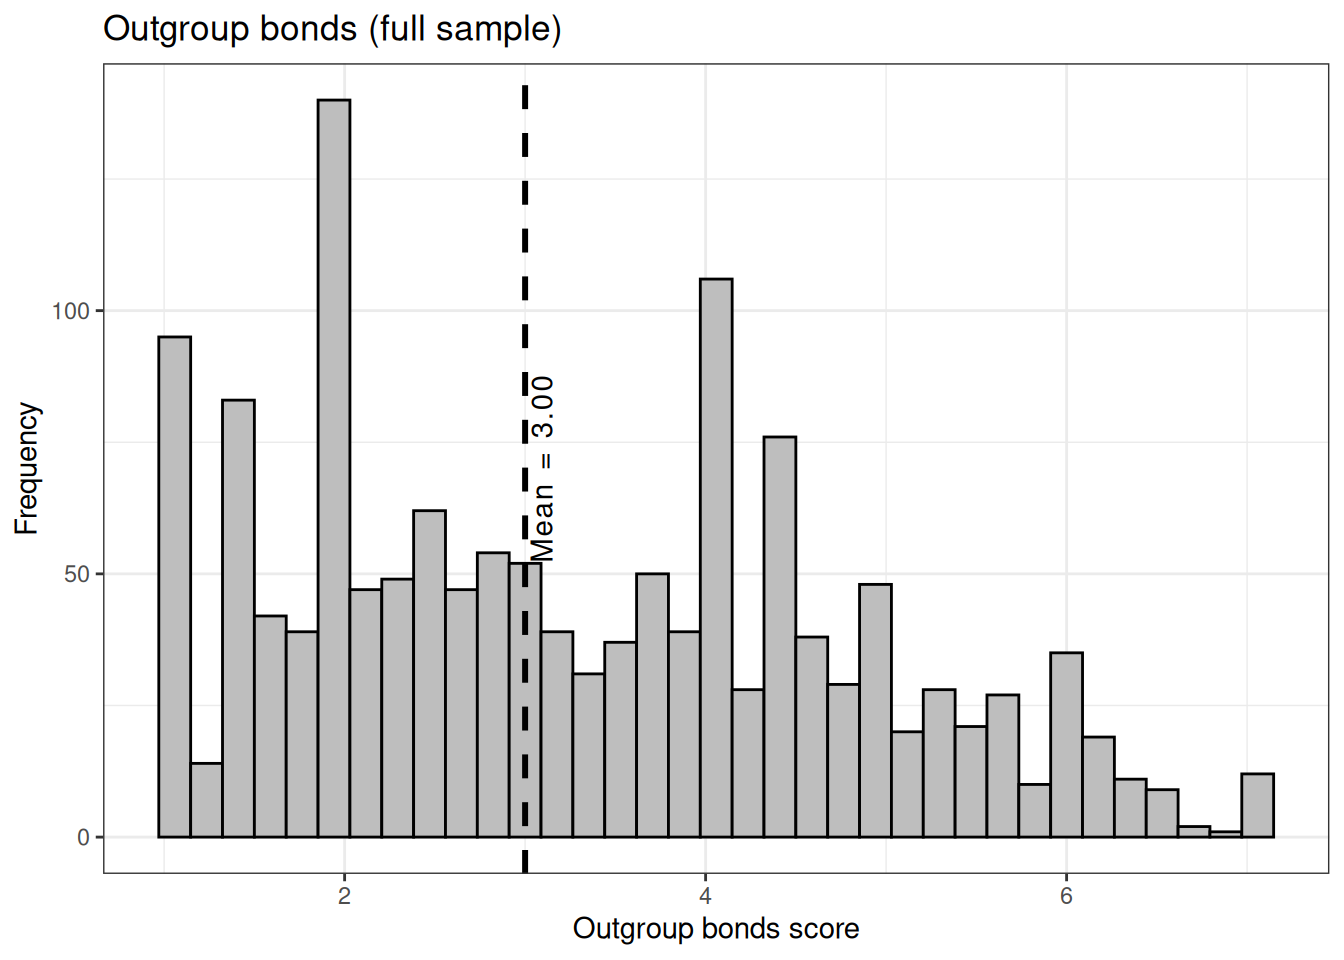 Outgroup bonds (full sample)
100
50
0
Frequency
Mean = 3.00
2
4
6
Outgroup bonds score